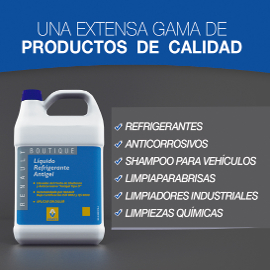 UNA EXTENSA GAMA DE
PRODUCTOS DE CALIDAD
RENAULT
BOUTIQUE
Líquido
Refrigerante
Antigel
REFRIGERANTES
ANTICORROSIVOS
SHAMPOO PARA VEHÍCULOS
LIMPIAPARABRISAS
LIMPIADORES INDUSTRIALES
LIMPIEZAS QUÍMICAS